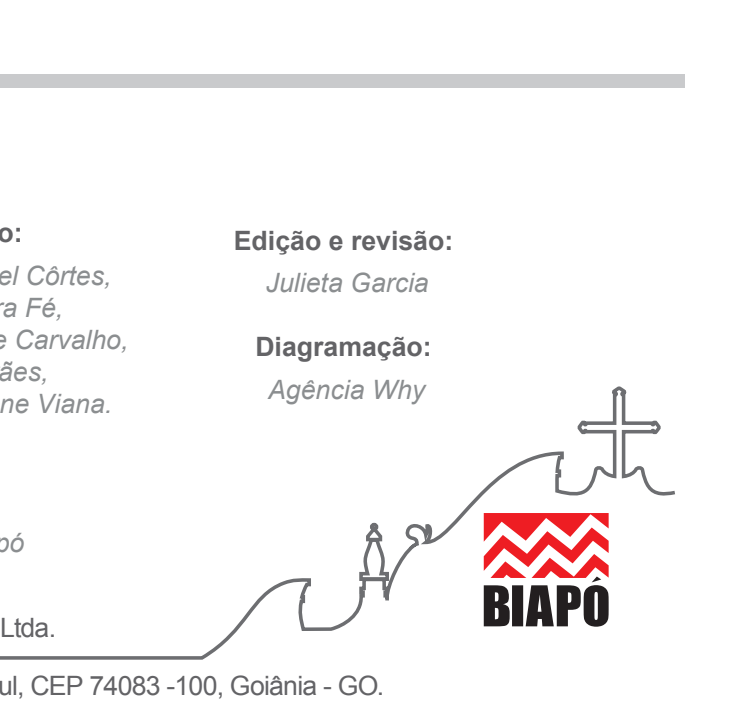 o:
el Côrtes,
ra Fé,
e Carvalho,
ães,
ne Viana.
Edição e revisão:
Julieta Garcia
Diagramação:
Agência Why
pó
Ltda.
ul, CEP 74083 -100, Goiânia - GO.
BIAPÓ